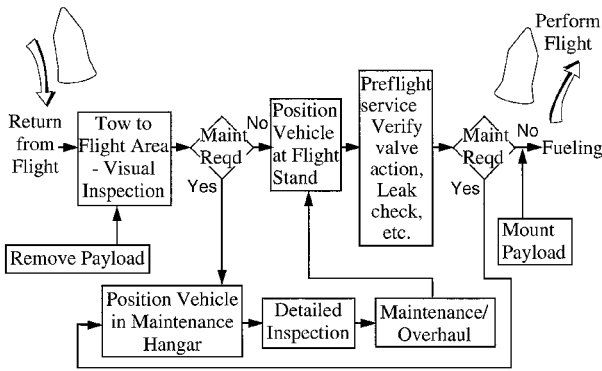 Perform
Flight
Return
from
Flight
Tow to
Flight Area
- Visual
Inspection
Maint
Reqd
No
Yes
Position
Vehicle
at Flight
Stand
Preflight
service
Verify
valve
action,
Leak
check,
etc.
Maint
Reqd
No
Yes
Fueling
Remove Payload
Mount
Payload
Position Vehicle
in Maintenance
Hangar
Detailed
Inspection
Maintenance/
Overhaul